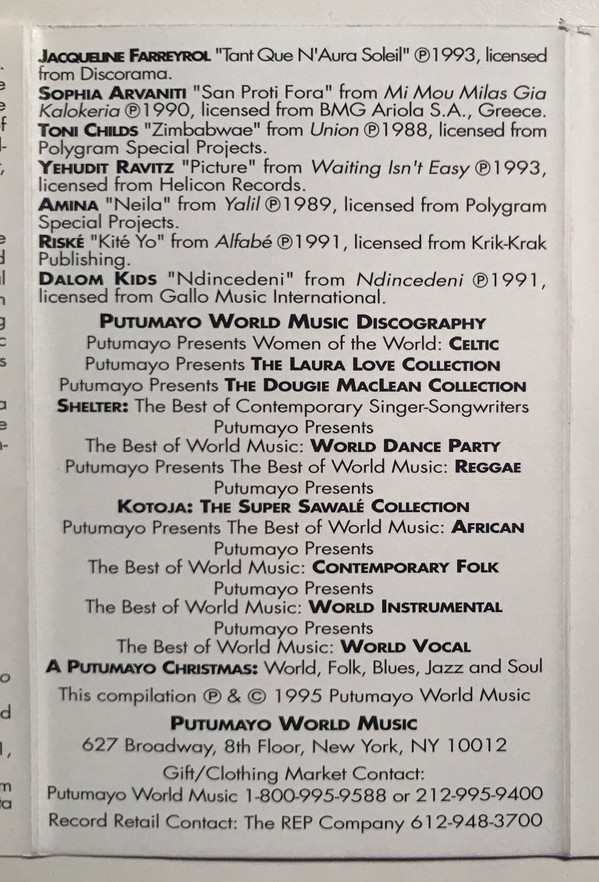 JACQUELINE FARREYROL "Tant Que N'Aura Soleil" ℗1993, licensed
from Discorama.
SOPHIA ARVANITI "San Proti Fora" from Mi Mou Milas Gia
Kalokeria ℗1990, licensed from BMG Ariola S.A., Greece.
TONI CHILDS "Zimbabwae" from Union ℗1988, licensed from
Polygram Special Projects.
YEHUDIT RAVITZ "Picture" from Waiting Isn't Easy ℗1993,
licensed from Helicon Records.
AMINA "Neila" from Yalil ℗1989, licensed from Polygram
Special Projects.
RISKÉ "Kité Yo" from Alfabé ℗1991, licensed from Krik-Krak
Publishing.
DALOM KIDS "Ndincedeni" from Ndincedeni ℗1991,
licensed from Gallo Music International.
PUTUMAYO WORLD MUSIC DISCOGRAPHY
Putumayo Presents Women of the World: CELTIC
Putumayo Presents THE LAURA LOVE COLLECTION
Putumayo Presents THE DOUGIE MACLEAN COLLECTION
SHELTER: The Best of Contemporary Singer-Songwriters
Putumayo Presents
The Best of World Music: WORLD DANCE PARTY
Putumayo Presents The Best of World Music: REGGAE
Putumayo Presents
KOTOJA: THE SUPER SAWALÉ COLLECTION
Putumayo Presents The Best of World Music: AFRICAN
Putumayo Presents
The Best of World Music: CONTEMPORARY FOLK
Putumayo Presents
The Best of World Music: WORLD INSTRUMENTAL
Putumayo Presents
The Best of World Music: WORLD VOCAL
A PUTUMAYO CHRISTMAS: World, Folk, Blues, Jazz and Soul
This compilation ℗ & © 1995 Putumayo World Music
PUTUMAYO WORLD MUSIC
627 Broadway, 8th Floor, New York, NY 10012
Gift/Clothing Market Contact:
Putumayo World Music 1-800-995-9588 or 212-995-9400
Record Retail Contact: The REP Company 612-948-3700